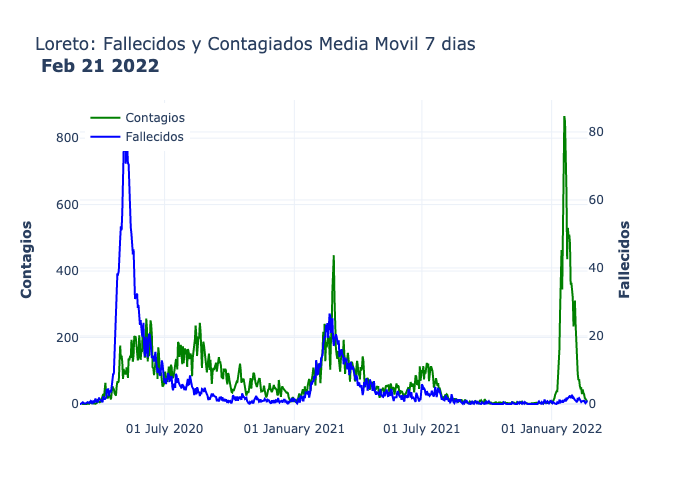 Loreto: Fallecidos y Contagiados Media Movil 7 dias
Feb 21 2022
Contagios
Fallecidos
800
600
400
200
0
80
60
40
20
0
Contagios
Fallecidos
01 July 2020
01 January 2021
01 July 2021
01 January 2022